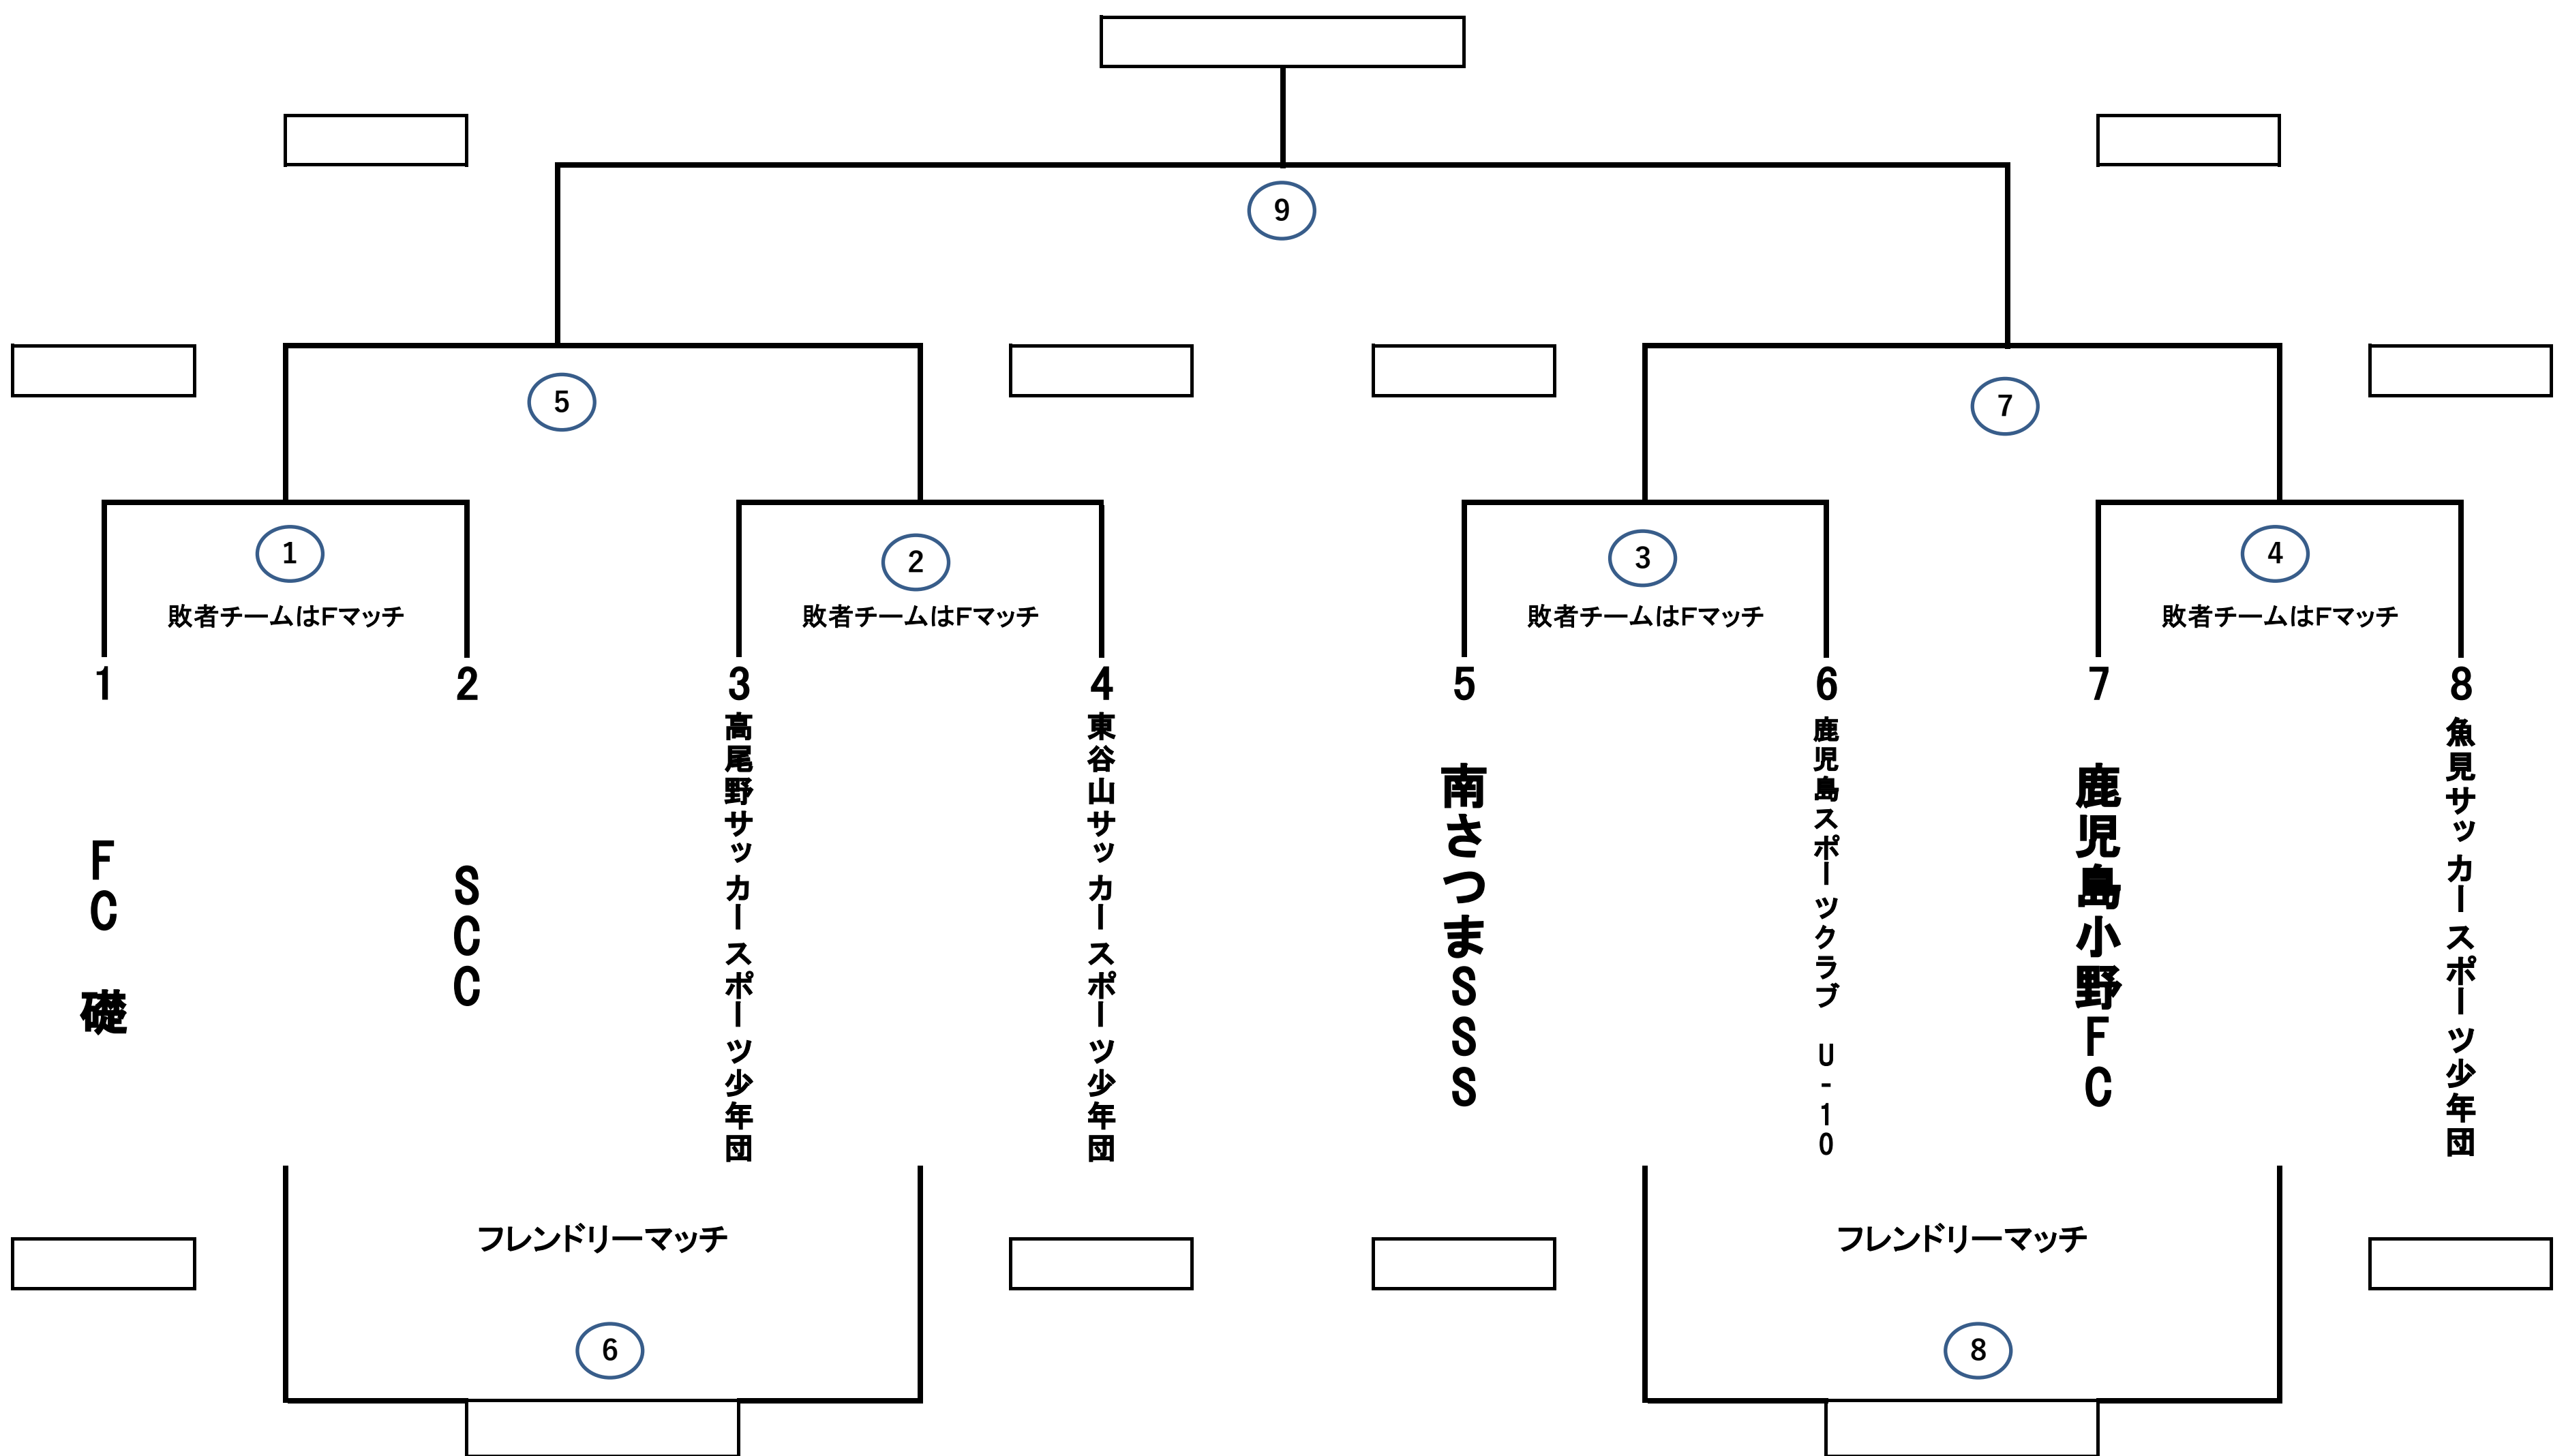 9
5
7
1
2
3
4
敗者チームはFマッチ
敗者チームはFマッチ
敗者チームはFマッチ
敗者チームはFマッチ
1
2
3
4
5
6
7
8
FC 礎
SCC
高尾野サッカースポーツ少年団
東谷山サッカースポーツ少年団
南さつまSSS
鹿児島スポーツクラブ U-10
鹿児島小野FC
魚見サッカースポーツ少年団
フレンドリーマッチ
フレンドリーマッチ
6
8